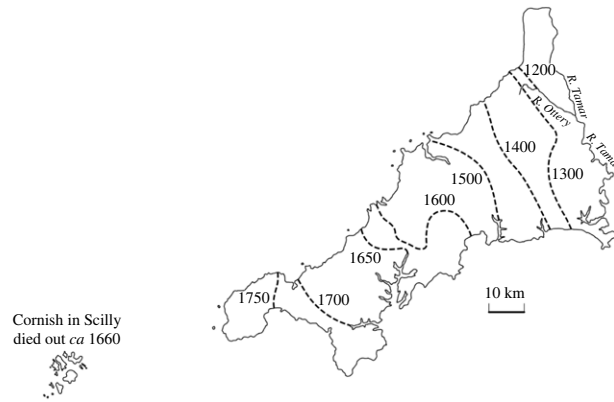 1200
R. Tamar
R. Ottery
R. Tama
1400
1300
1500
1600
1650
1750
1700
10 km
Cornish in Scilly
died out ca 1660